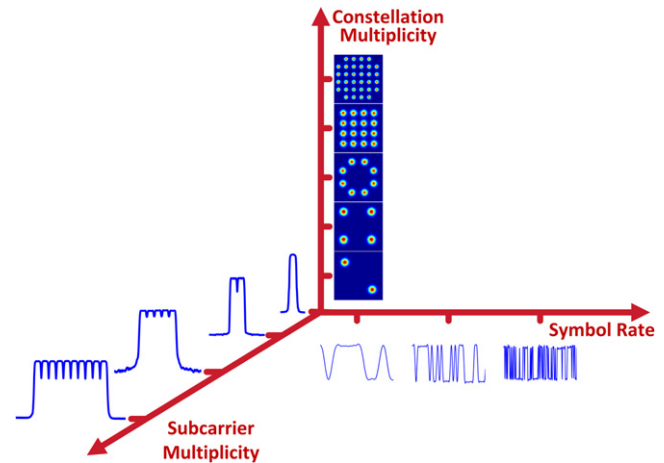 Constellation
Multiplicity
Symbol Rate
Subcarrier
Multiplicity